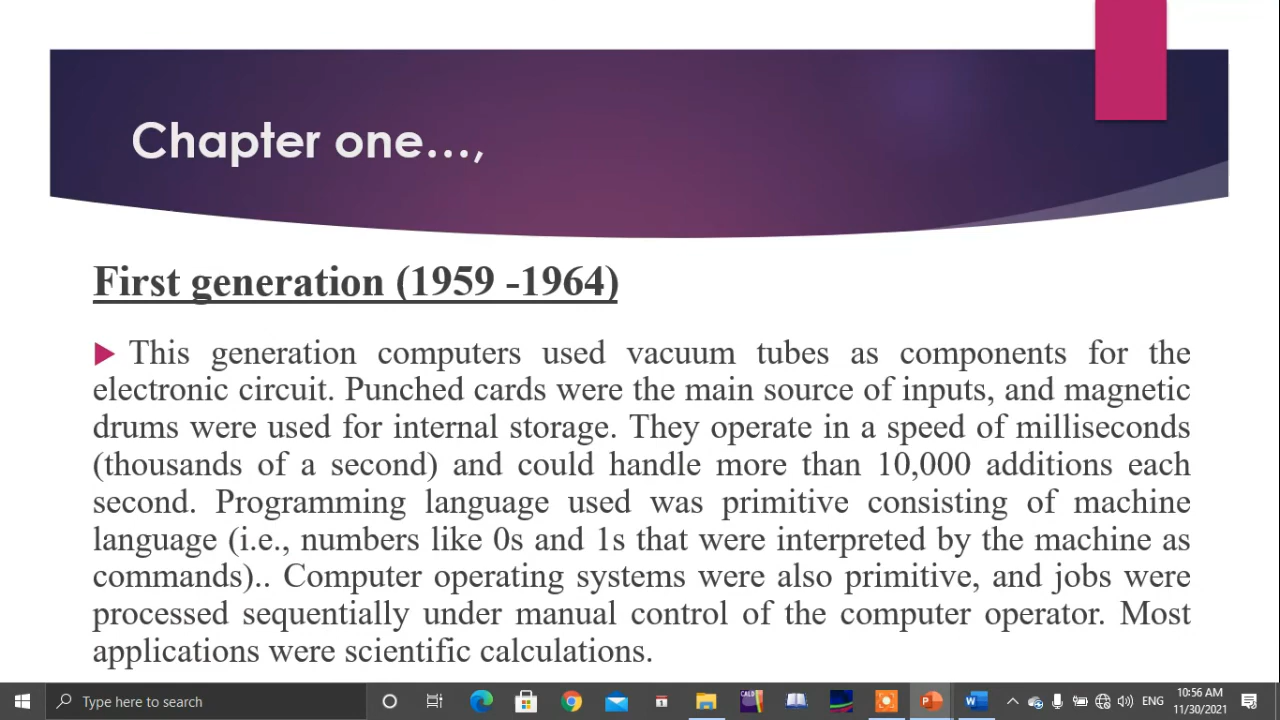 Chapter one...,
First generation (1959 -1964)
This generation computers used vacuum tubes as components for the
electronic circuit. Punched cards were the main source of inputs, and magnetic
drums were used for internal storage. They operate in a speed of milliseconds
(thousands of a second) and could handle more than 10,000 additions each
second. Programming language used was primitive consisting of machine
language (i.e., numbers like 0s and 1s that were interpreted by the machine as
commands).. Computer operating systems were also primitive, and jobs were
processed sequentially under manual control of the computer operator. Most
applications were scientific calculations.
Type here to search
ENG
10:56 AM
11/30/2021